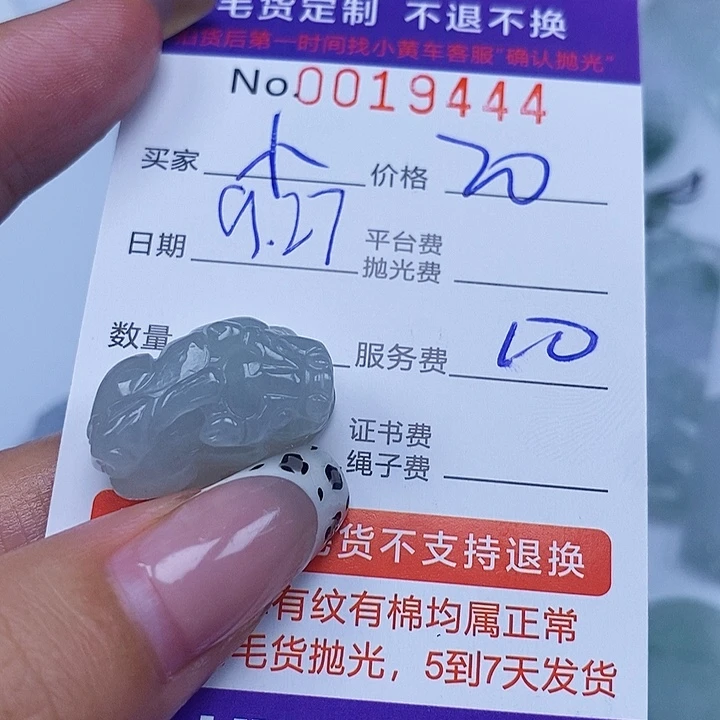 毛货定制 不退不换
后第一时间找小黄车客服"确认抛光"
No.0019444
买家 小 价格 20
日期 9.27 平台费
抛光费
数量 服务费 10
证书费
绳子费
货不支持退换
有纹有棉均属正常
毛货抛光，5到7天发货